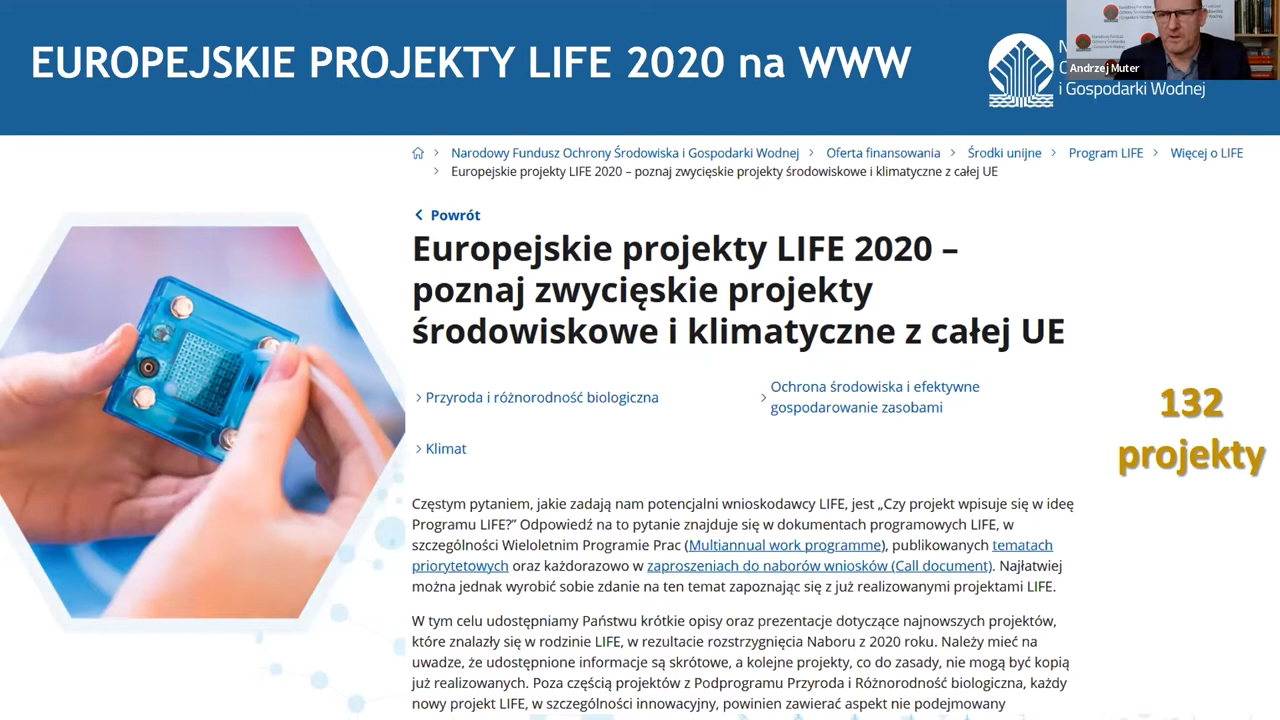 EUROPEJSKIE PROJEKTY LIFE 2020 na WWW
Andrzej Muter
i Gospodarki Wodnej
Narodowy Fundusz Ochrony Środowiska i Gospodarki Wodnej > Oferta finansowania > Środki unijne > Program LIFE > Więcej o LIFE
> Europejskie projekty LIFE 2020 – poznaj zwycięskie projekty środowiskowe i klimatyczne z całej UE
Powrót
Europejskie projekty LIFE 2020 –
poznaj zwycięskie projekty
środowiskowe i klimatyczne z całej UE
Przyroda i różnorodność biologiczna
Ochrona środowiska i efektywne
gospodarowanie zasobami
Klimat
132
projekty
Częstym pytaniem, jakie zadają nam potencjalni wnioskodawcy LIFE, jest „Czy projekt wpisuje się w ideę
Programu LIFE?” Odpowiedź na to pytanie znajduje się w dokumentach programowych LIFE, w
szczególności Wieloletnim Programie Prac (Multiannual work programme), publikowanych tematach
priorytetowych oraz każdorazowo w zaproszeniach do naborów wniosków (Call document). Najłatwiej
można jednak wyrobić sobie zdanie na ten temat zapoznając się z już realizowanymi projektami LIFE.
W tym celu udostępniamy Państwu krótkie opisy oraz prezentacje dotyczące najnowszych projektów,
które znalazły się w rodzinie LIFE, w rezultacie rozstrzygnięcia Naboru z 2020 roku. Należy mieć na
uwadze, że udostępnione informacje są skrótowe, a kolejne projekty, co do zasady, nie mogą być kopią
już realizowanych. Poza częścią projektów z Podprogramu Przyroda i Różnorodność biologiczna, każdy
nowy projekt LIFE, w szczególności innowacyjny, powinien zawierać aspekt nie podejmowany